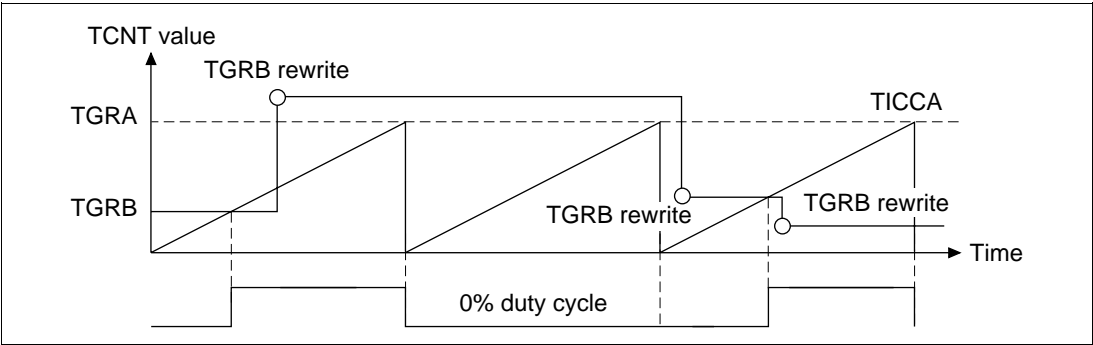 TCNT value
TGRB rewrite
TGRA
TICCA
TGRB
TGRB rewrite
TGRB rewrite
Time
0% duty cycle